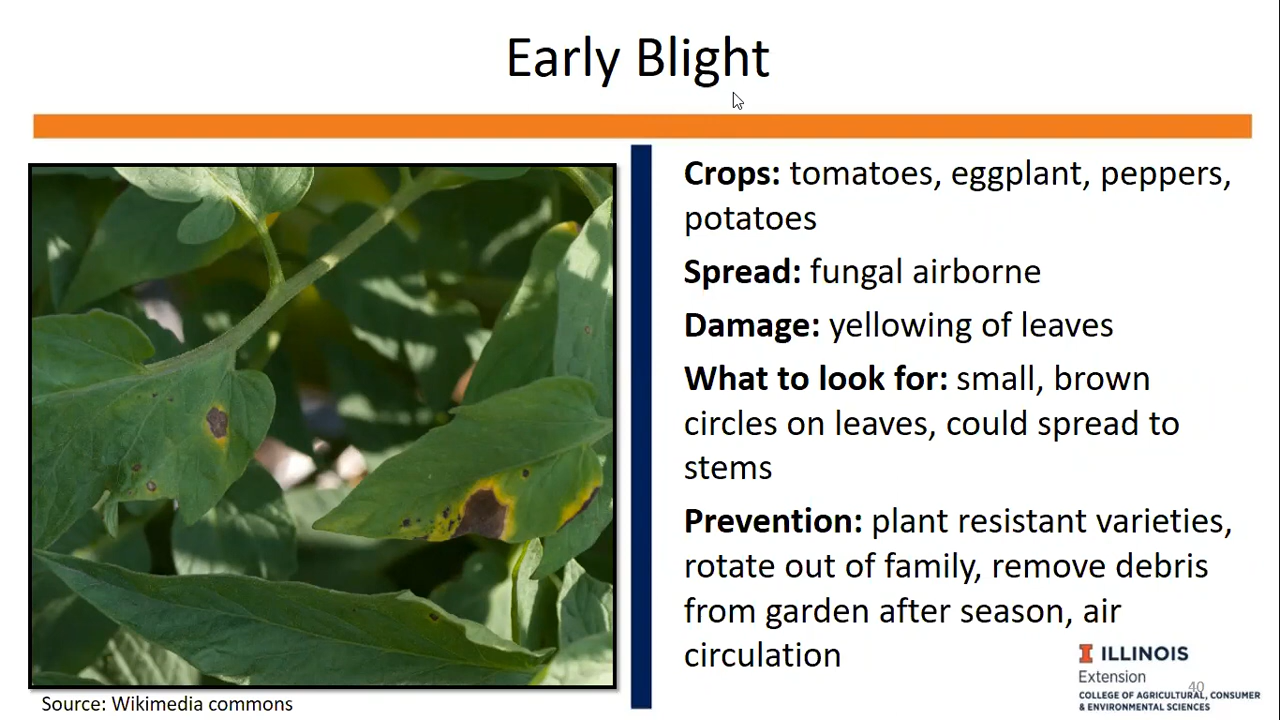 Early Blight
Crops: tomatoes, eggplant, peppers,
potatoes
Spread: fungal airborne
Damage: yellowing of leaves
What to look for: small, brown
circles on leaves, could spread to
stems
Prevention: plant resistant varieties,
rotate out of family, remove debris
from garden after season, air
circulation
Source: Wikimedia commons
I ILLINOIS
Extension
40
COLLEGE OF AGRICULTURAL, CONSUMER
& ENVIRONMENTAL SCIENCES